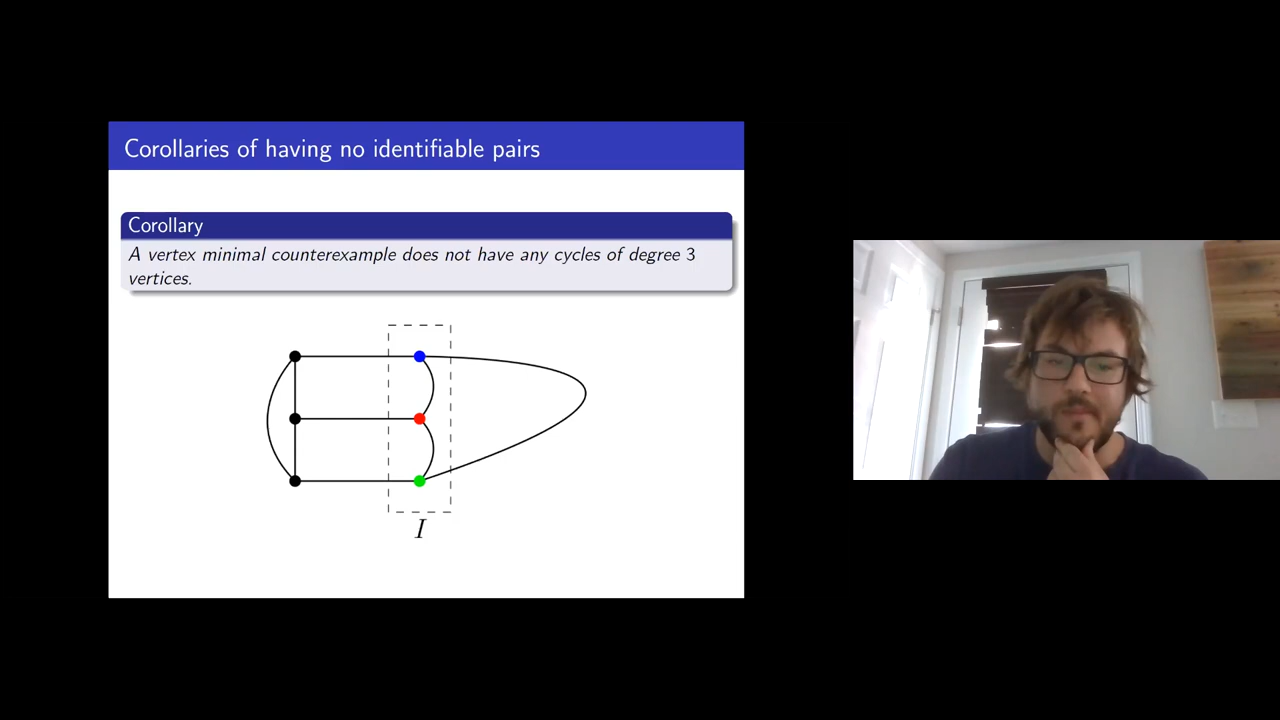 Corollaries of having no identifiable pairs
Corollary
A vertex minimal counterexample does not have any cycles of degree 3
vertices.
I